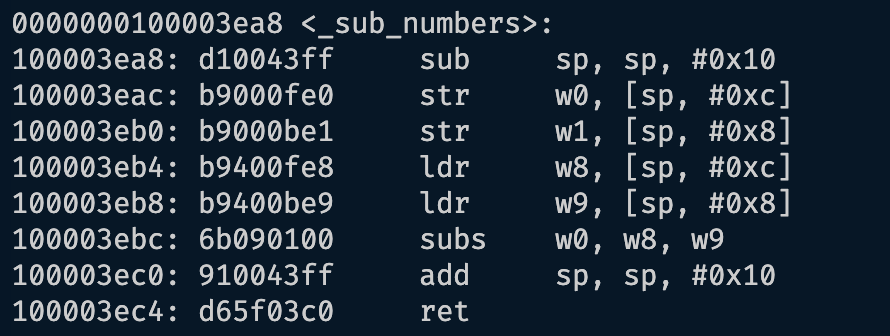 0000000100003ea8 <_sub_numbers>:
100003ea8: d10043ff sub sp, sp, #0x10
100003eac: b9000fe0 str w0, [sp, #0xc]
100003eb0: b9000be1 str w1, [sp, #0x8]
100003eb4: b9400fe8 ldr w8, [sp, #0xc]
100003eb8: b9400be9 ldr w9, [sp, #0x8]
100003ebc: 6b090100 subs w0, w8, w9
100003ec0: 910043ff add sp, sp, #0x10
100003ec4: d65f03c0 ret